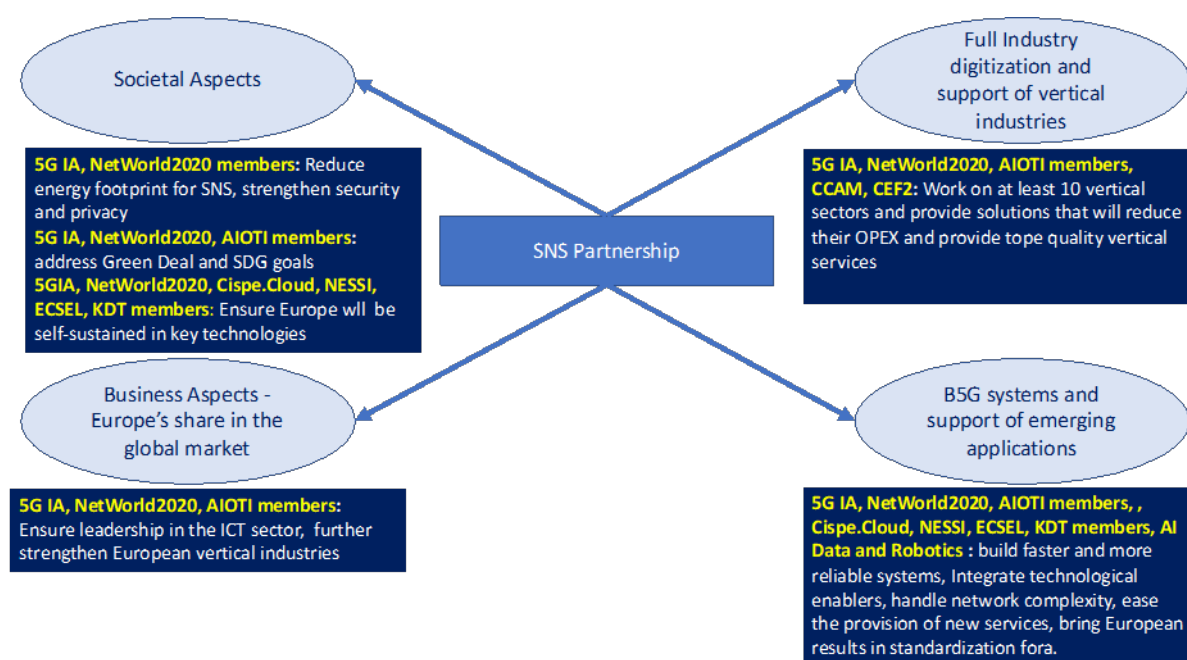 Societal Aspects
5G IA, NetWorld2020 members: Reduce
energy footprint for SNS, strengthen security
and privacy
5G IA, NetWorld2020, AIOTI members:
address Green Deal and SDG goals
5GIA, NetWorld2020, Cispe.Cloud, NESSI,
ECSEL, KDT members: Ensure Europe wll be
self-sustained in key technologies
Full Industry
digitization and
support of vertical
industries
5G IA, NetWorld2020, AIOTI members,
CCAM, CEF2: Work on at least 10 vertical
sectors and provide solutions that will reduce
their OPEX and provide tope quality vertical
services
SNS Partnership
Business Aspects -
Europe's share in the
global market
5G IA, NetWorld2020, AIOTI members:
Ensure leadership in the ICT sector, further
strengthen European vertical industries
B5G systems and
support of emerging
applications
5G IA, NetWorld2020, AIOTI members, ,
Cispe.Cloud, NESSI, ECSEL, KDT members, AI
Data and Robotics : build faster and more
reliable systems, Integrate technological
enablers, handle network complexity, ease
the provision of new services, bring European
results in standardization fora.